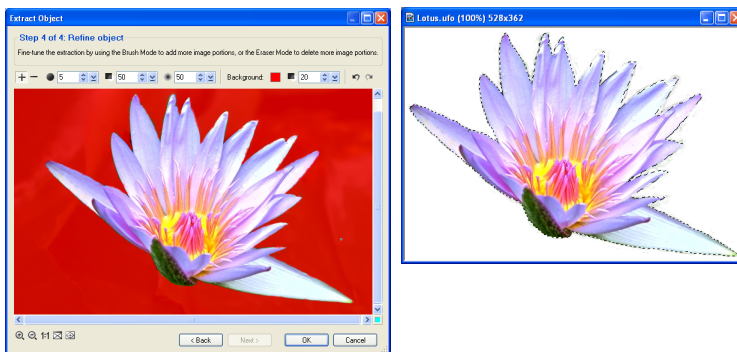 Extract Object
Step 4 of 4: Refine object
Fine-tune the extraction by using the Brush Mode to add more image portions, or the Eraser Mode to delete more image portions.
5 50 50 Background: 20
1:1
< Back Next > OK Cancel
Lotus.ufo (100%) 528x362